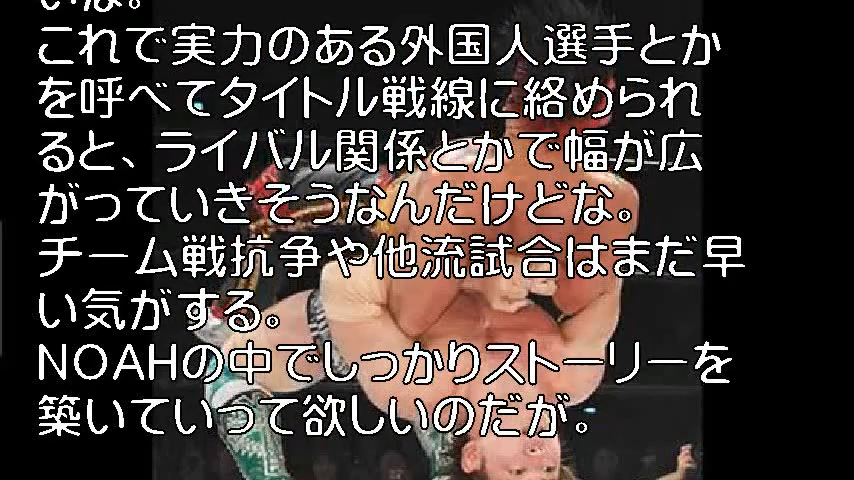 いな。
これで実力のある外国人選手とか
を呼べてタイトル戦線に絡められ
ると、ライバル関係とかで幅が広
がっていきそうなんだけどな。
チーム戦抗争や他流試合はまだ早
い気がする。
NOAHの中でしっかりストーリーを
築いていって欲しいのだが。